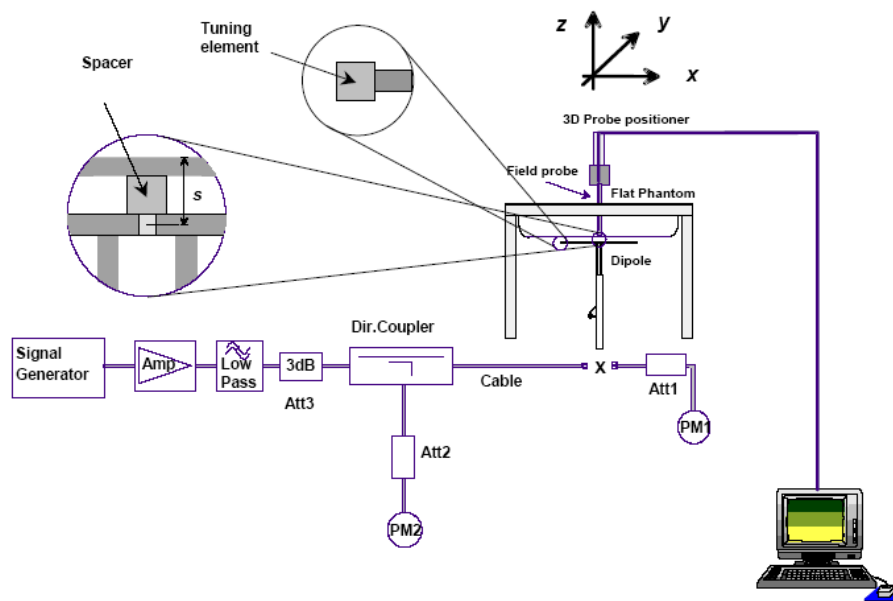 Tuning
element
Spacer
z
y
x
3D Probe positioner
Field probe
Flat Phantom
s
Dipole
Dir.Coupler
Signal
Generator
Amp
Low
Pass
3dB
Att3
Cable
X
Att1
PM1
Att2
PM2